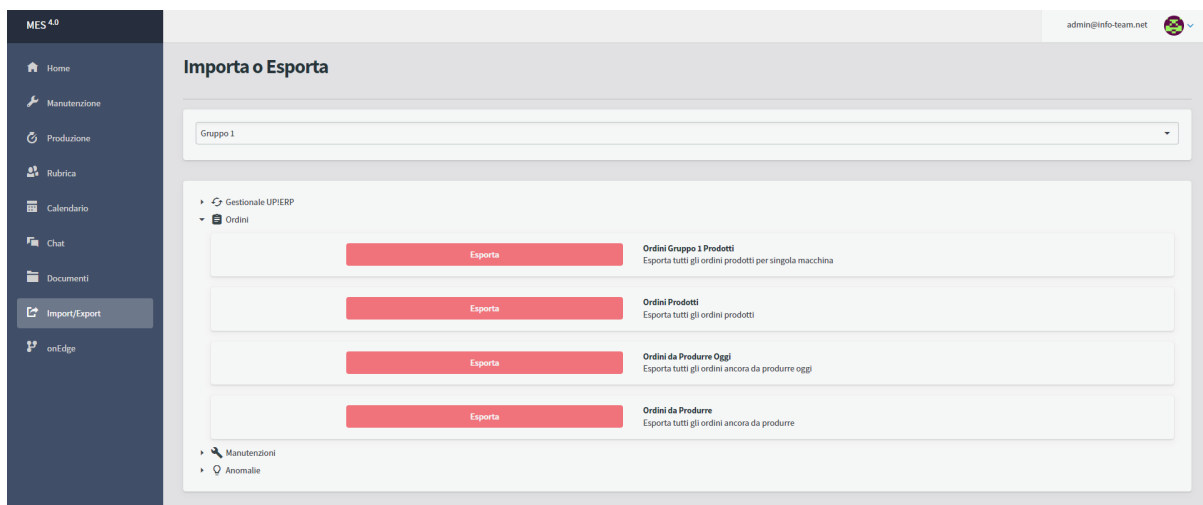 MES 4.0
admin@info-team.net
Home
Manutenzione
Produzione
Rubrica
Calendario
Chat
Documenti
Import/Export
onEdge
Importa o Esporta
Gruppo 1
Gestionale UP!ERP
Ordini
Esporta
Ordini Gruppo 1 Prodotti
Esporta tutti gli ordini prodotti per singola macchina
Esporta
Ordini Prodotti
Esporta tutti gli ordini prodotti
Esporta
Ordini da Produrre Oggi
Esporta tutti gli ordini ancora da produrre oggi
Esporta
Ordini da Produrre
Esporta tutti gli ordini ancora da produrre
Manutenzioni
Anomalie